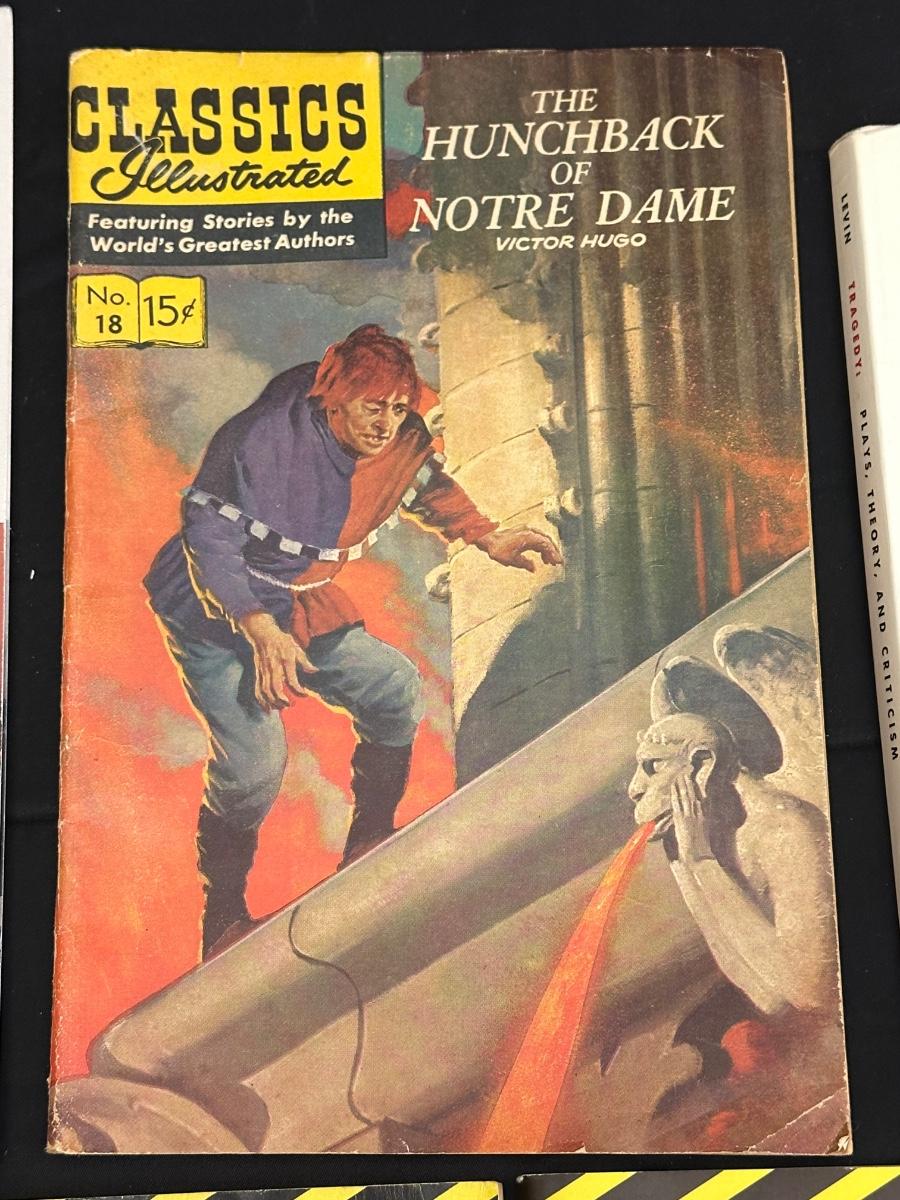 CLASSICS
Illustrated
Featuring Stories by the
World's Greatest Authors
No.
18
15¢
THE
HUNCHBACK
OF
NOTRE DAME
VICTOR HUGO
LEVIN TRAGEDY: PLAYS, THEORY, AND CRITICISM